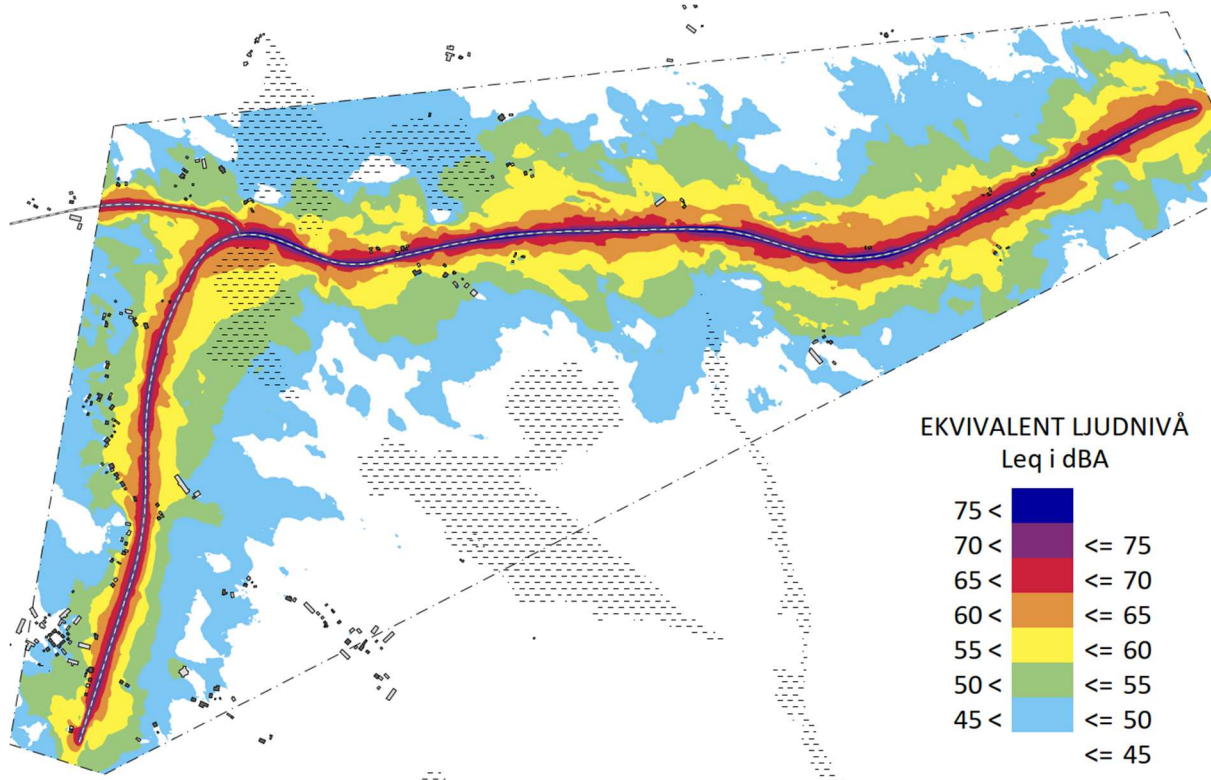 EKVIVALENT LJUDNIVÅ
Leq i dBA
75 <
70 < <= 75
65 < <= 70
60 < <= 65
55 < <= 60
50 < <= 55
45 < <= 50
<= 45